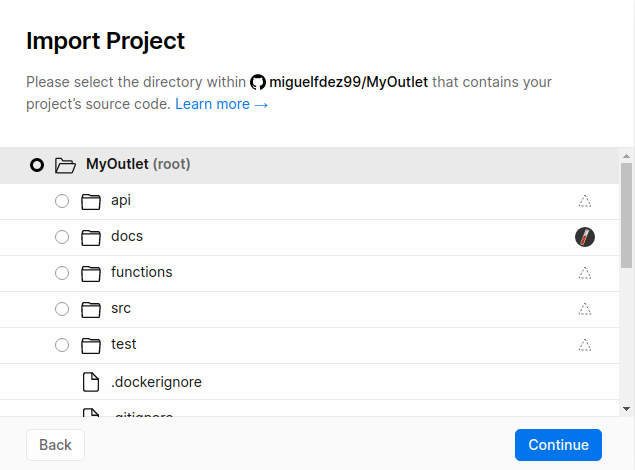 Import Project
Please select the directory within miguelfdez99/MyOutlet that contains your
project's source code. Learn more →
MyOutlet (root)
api
docs
functions
src
test
.dockerignore
.gitignore
Back
Continue